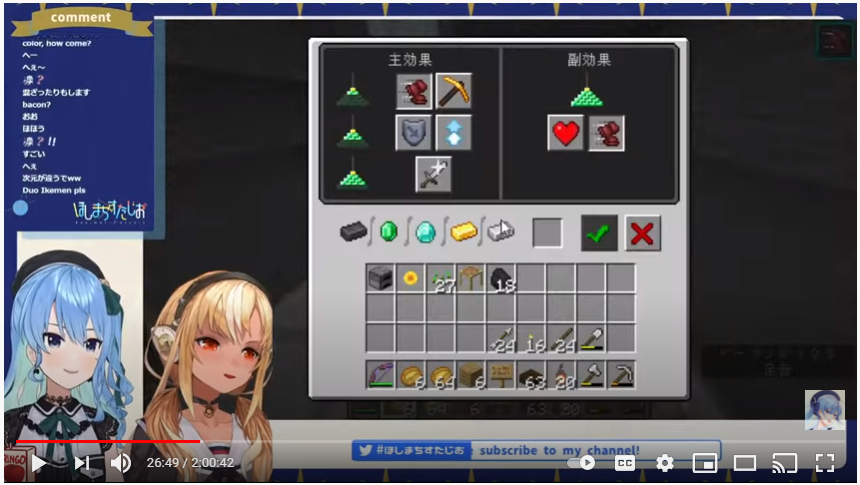 comment
color, how come?
へー
へぇ～
凄？
混ざったりもします
bacon?
おお
ほほう
凄？!!
すごい
へぇ
次元が違うでww
Duo Ikemen pls
ほしまちすたじお
主効果
副効果
27
18
24
16
24
6
64
6
63
20
RINGO
#ほしまちすたじお
subscribe to my channel!
26:49 / 2:00:42
CC